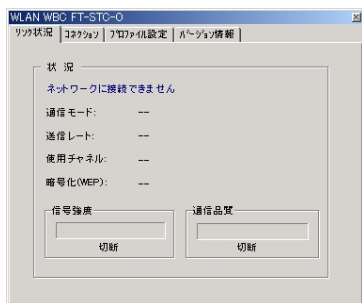 WLAN WBC FT-STC-O
リンク状況 コネクション プロファイル設定 バージョン情報
状 況
ネットワークに接続できません
通信モード: --
送信レート: --
使用チャネル: --
暗号化(WEP): --
信号強度 通信品質
切断 切断